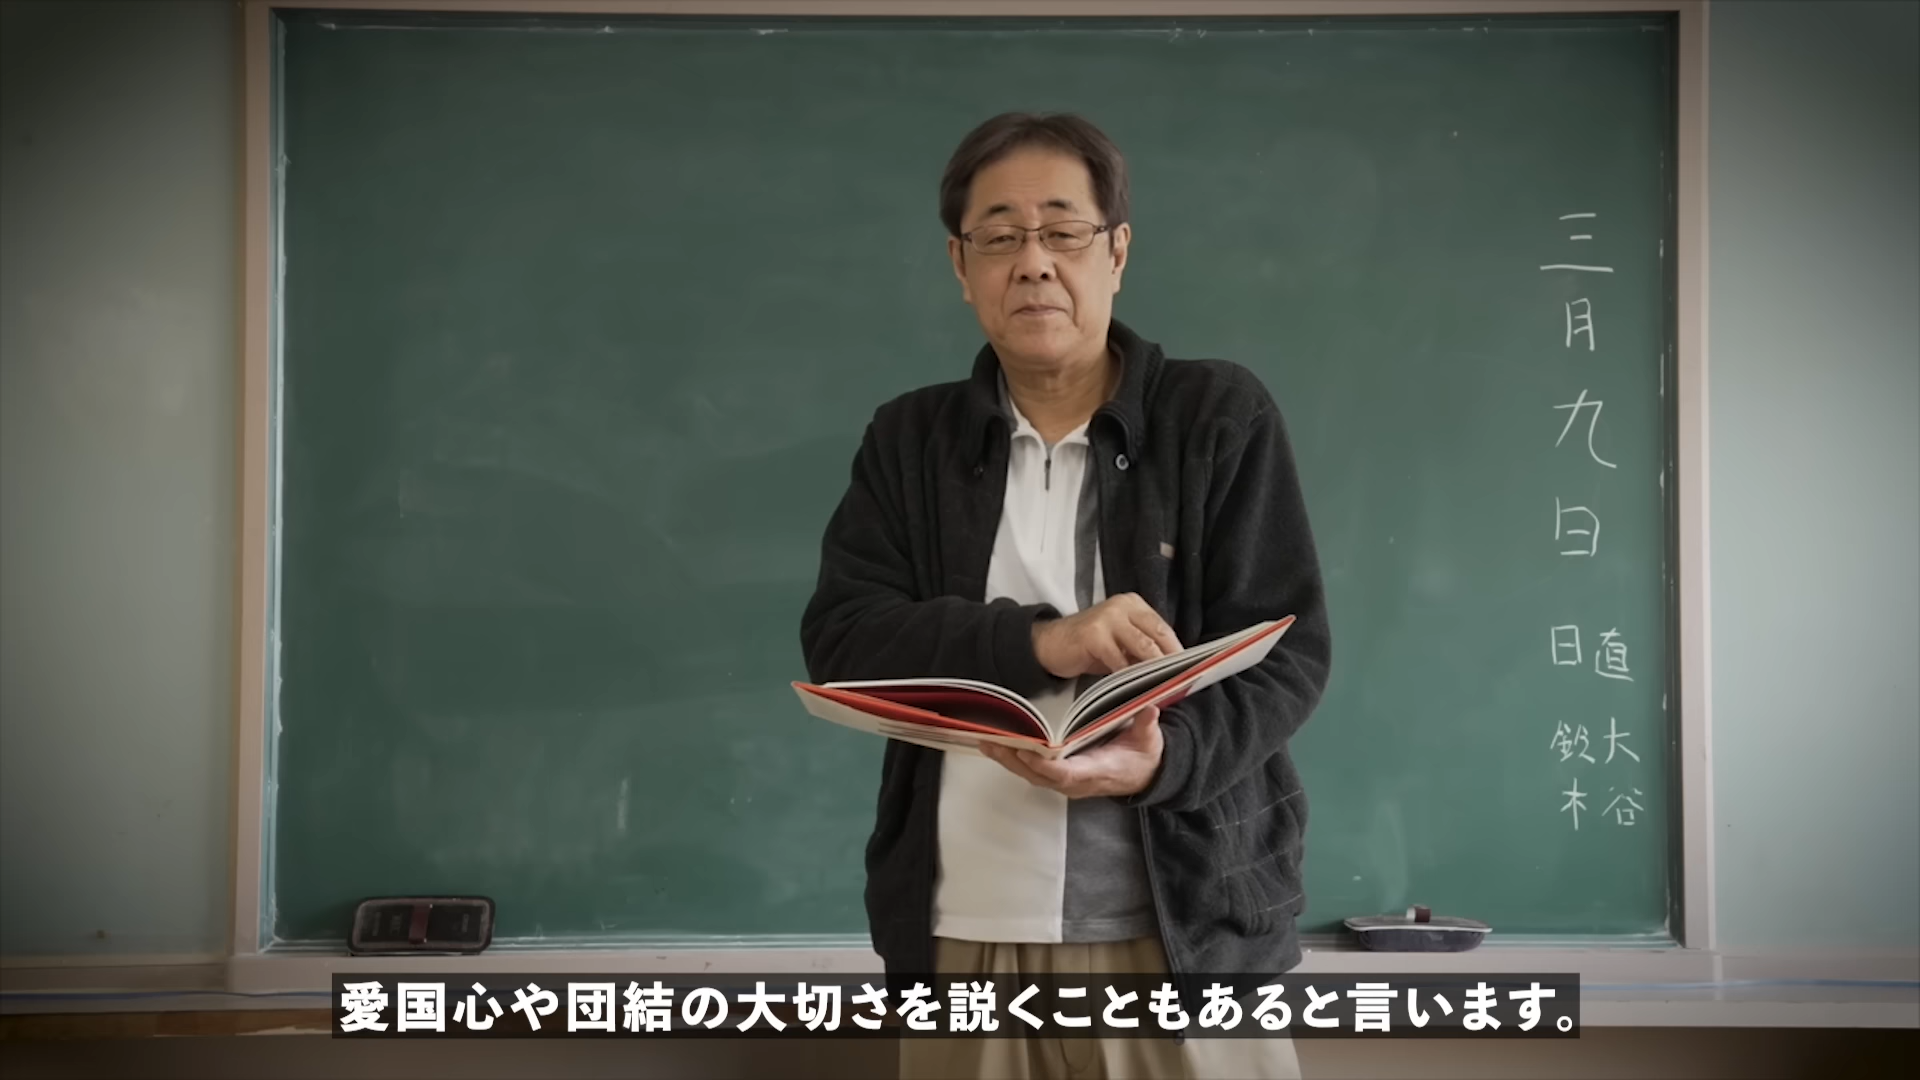 三月九日
日直
大谷
鈴木
愛国心や団結の大切さを説くこともあると言います。